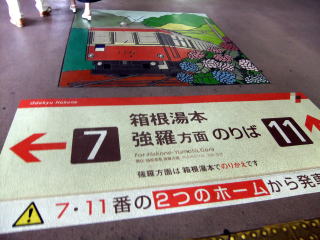 Odakyu Hakone
箱根湯本
7 強羅方面 のりば 11
For Hakone-Yumoto, Gora
強羅方面は 箱根湯本でのりかえです
7・11番の2つのホームから発車